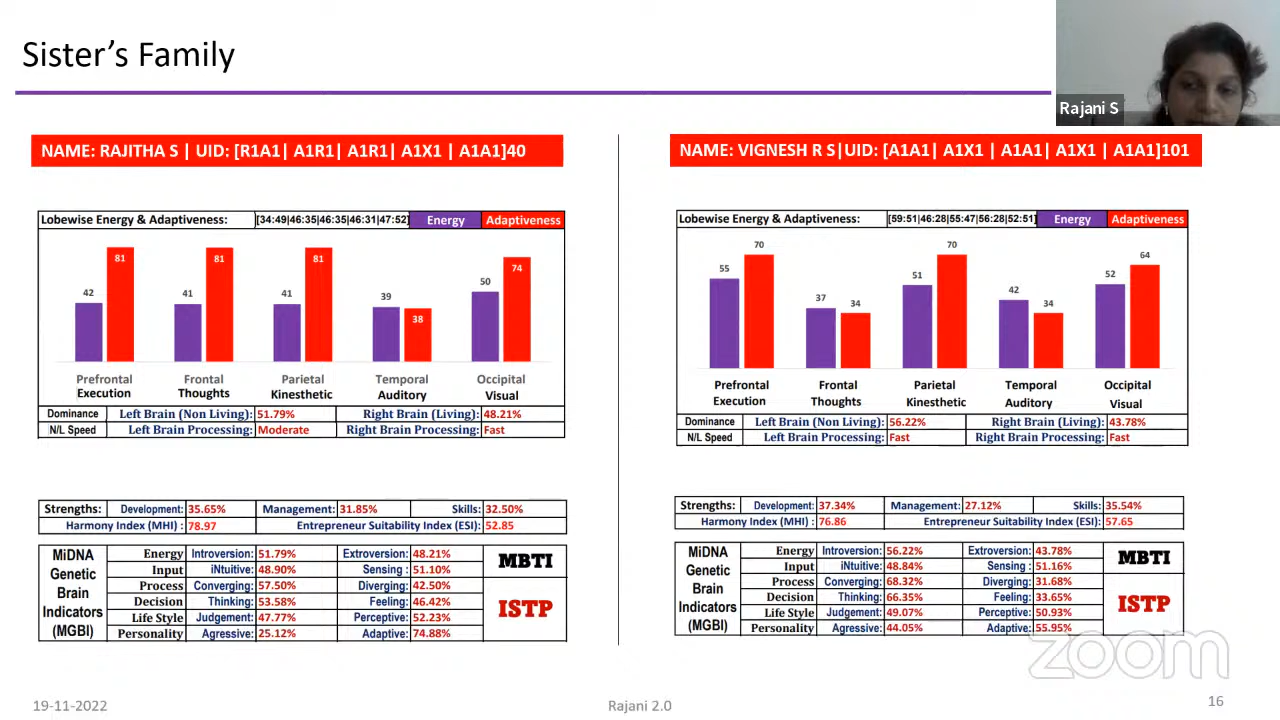 Sister's Family
Rajani S
NAME: RAJITHA S | UID: [R1A1| A1R1| A1R1| A1X1 | A1A1]40
Lobewise Energy & Adaptiveness: [34:49|46:35|46:35|46:31|47:52] Energy Adaptiveness
42 81 41 81 41 81 39 38 50 74
Prefrontal Frontal Parietal Temporal Occipital
Execution Thoughts Kinesthetic Auditory Visual
Dominance Left Brain (Non Living): 51.79% Right Brain (Living): 48.21%
N/L Speed Left Brain Processing: Moderate Right Brain Processing: Fast
Strengths: Development: 35.65% Management: 31.85% Skills: 32.50%
Harmony Index (MHI) : 78.97 Entrepreneur Suitability Index (ESI): 52.85
MiDNA Genetic Brain Indicators (MGBI)
Energy Introversion: 51.79% Extroversion: 48.21%
Input iNtuitive: 48.90% Sensing : 51.10%
Process Converging: 57.50% Diverging: 42.50%
Decision Thinking: 53.58% Feeling: 46.42%
Life Style Judgement: 47.77% Perceptive: 52.23%
Personality Agressive: 25.12% Adaptive: 74.88%
MBTI
ISTP
NAME: VIGNESH R S|UID: [A1A1| A1X1 | A1A1| A1X1 | A1A1]101
Lobewise Energy & Adaptiveness: [59:51|46:28|55:47|56:28|52:51] Energy Adaptiveness
55 70 37 34 51 70 42 34 52 64
Prefrontal Frontal Parietal Temporal Occipital
Execution Thoughts Kinesthetic Auditory Visual
Dominance Left Brain (Non Living): 56.22% Right Brain (Living): 43.78%
N/L Speed Left Brain Processing: Fast Right Brain Processing: Fast
Strengths: Development: 37.34% Management: 27.12% Skills: 35.54%
Harmony Index (MHI) : 76.86 Entrepreneur Suitability Index (ESI): 57.65
MiDNA Genetic Brain Indicators (MGBI)
Energy Introversion: 56.22% Extroversion: 43.78%
Input iNtuitive: 48.84% Sensing : 51.16%
Process Converging: 68.32% Diverging: 31.68%
Decision Thinking: 66.35% Feeling: 33.65%
Life Style Judgement: 49.07% Perceptive: 50.93%
Personality Agressive: 44.05% Adaptive: 55.95%
MBTI
ISTP
zoom
19-11-2022 Rajani 2.0 16